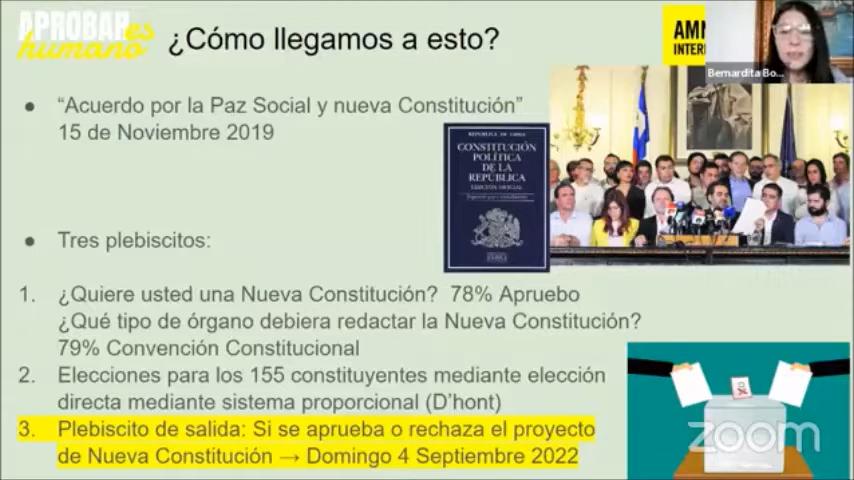 APROBAR es
humano
¿Cómo llegamos a esto?
AMN
INTERN
Bernardita Bo...
● “Acuerdo por la Paz Social y nueva Constitución”
15 de Noviembre 2019
REPÚBLICA DE CHILE
CONSTITUCIÓN
POLÍTICA
DE LA
REPÚBLICA
EDICIÓN OFICIAL
● Tres plebiscitos:
1. ¿Quiere usted una Nueva Constitución? 78% Apruebo
¿Qué tipo de órgano debiera redactar la Nueva Constitución?
79% Convención Constitucional
2. Elecciones para los 155 constituyentes mediante elección
directa mediante sistema proporcional (D’hont)
3. Plebiscito de salida: Si se aprueba o rechaza el proyecto
de Nueva Constitución → Domingo 4 Septiembre 2022
zoom